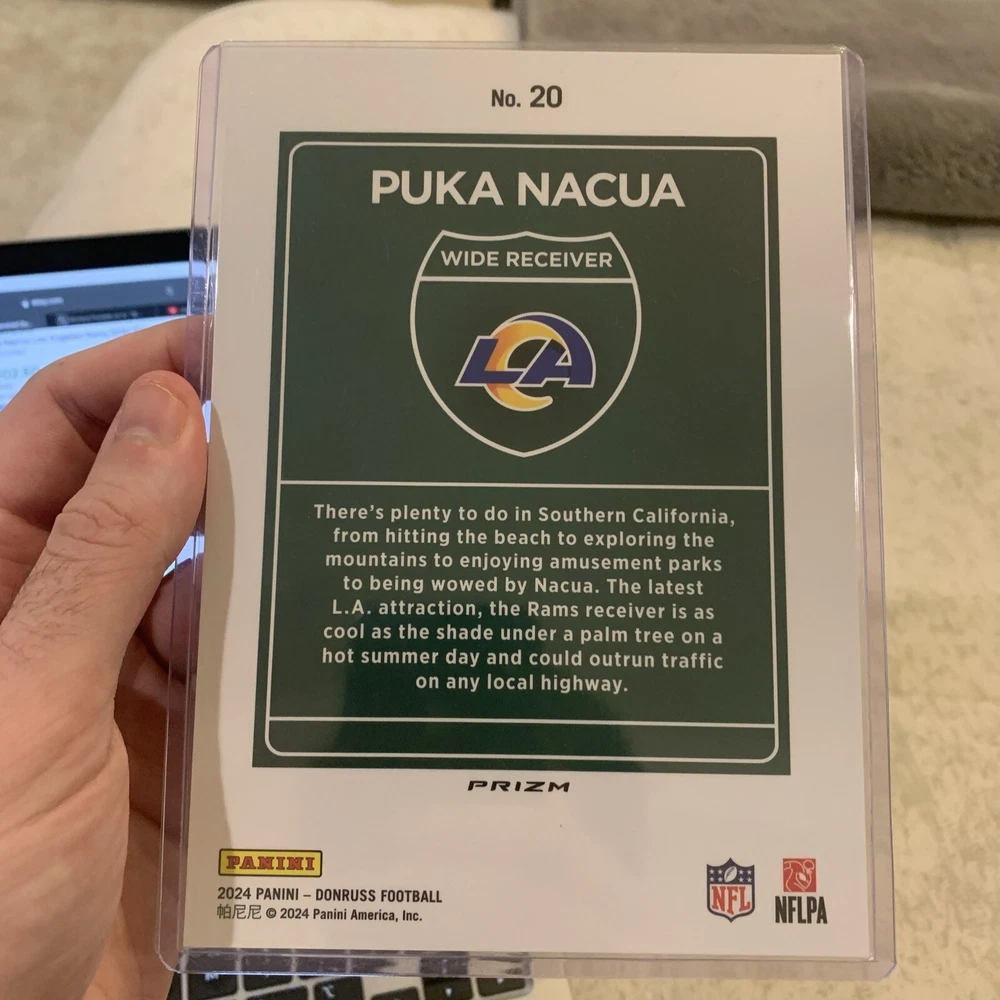 No. 20
PUKA NACUA
WIDE RECEIVER
LA
There's plenty to do in Southern California,
from hitting the beach to exploring the
mountains to enjoying amusement parks
to being wowed by Nacua. The latest
L.A. attraction, the Rams receiver is as
cool as the shade under a palm tree on a
hot summer day and could outrun traffic
on any local highway.
PRIZM
PANINI
2024 PANINI – DONRUSS FOOTBALL
帕尼尼 © 2024 Panini America, Inc.
NFL
NFLPA